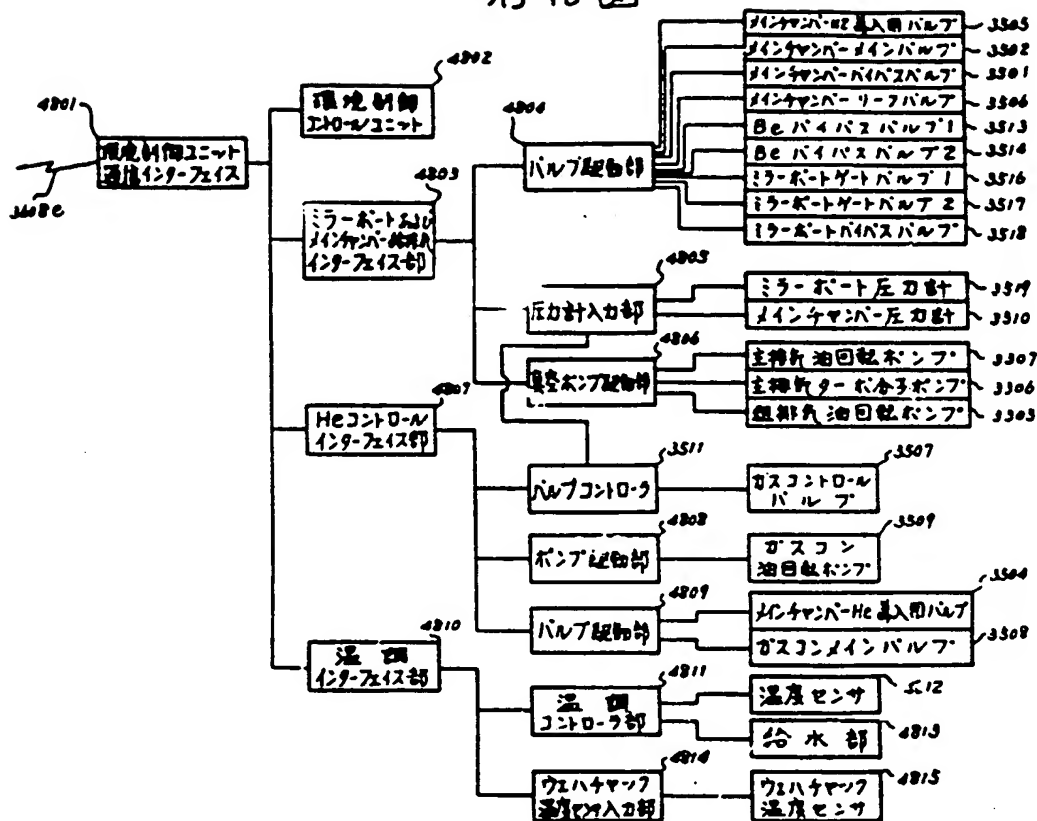 第48図
4801
環境制御ユニット
通信インターフェイス
3608e
4802
環境制御
コントロールユニット
4803
ミラーポートおよび
メインチャンバー
インターフェイス部
4807
Heコントロール
インターフェイス部
4810
温調
インターフェイス部
4804
バルブ駆動部
4805
圧力計入力部
4806
真空ポンプ駆動部
3511
バルブコントローラ
4808
ポンプ駆動部
4809
バルブ駆動部
4811
温調
コントローラ部
4814
ウエハチャック
温度センサ入力部
メインチャンバーN2導入用バルブ
3505
メインチャンバーメインバルブ
3502
メインチャンバーバイパスバルブ
3501
メインチャンバーリーフバルブ
3506
Beバイパスバルブ1
3513
Beバイパスバルブ2
3514
ミラーポートゲートバルブ1
3516
ミラーポートゲートバルブ2
3517
ミラーポートバイパスバルブ
3518
ミラーポート圧力計
3519
メインチャンバー圧力計
3510
主排気油回転ポンプ
3307
主排気ターボ分子ポンプ
3306
粗排気油回転ポンプ
3303
3507
ガスコントロール
バルブ
3509
ガスコン
油回転ポンプ
3504
メインチャンバーHe導入用バルブ
ガスコンメインバルブ
3508
温度センサ
給水部
4813
ウエハチャック
温度センサ
4815